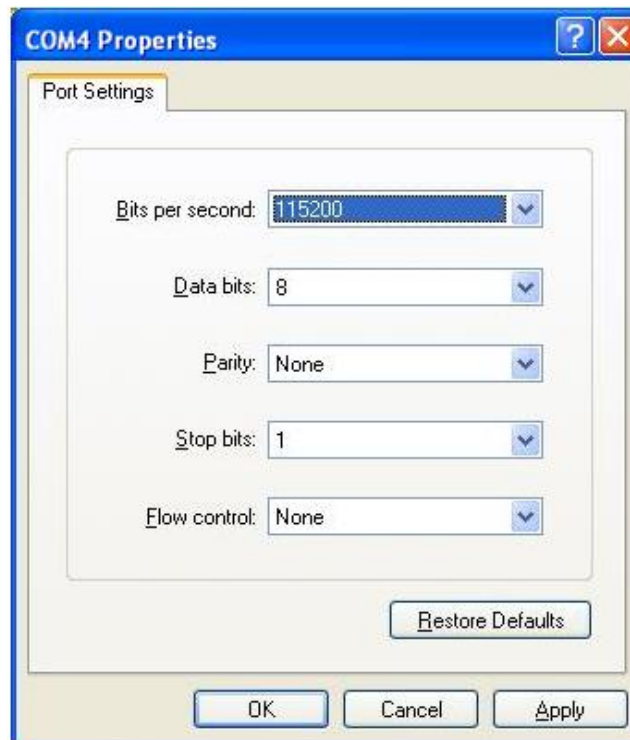 COM4 Properties
Port Settings
Bits per second: 115200
Data bits: 8
Parity: None
Stop bits: 1
Flow control: None
Restore Defaults
OK Cancel Apply